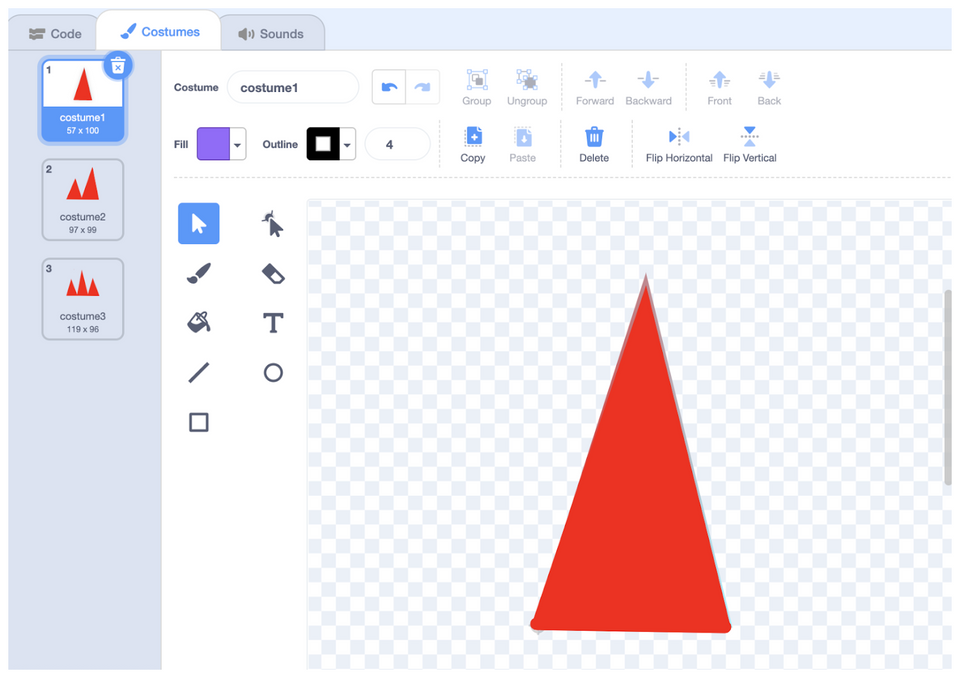 Code
Costumes
Sounds
1
costume1
57 x 100
2
costume2
97 x 99
3
costume3
119 x 96
Costume
costume1
Group
Ungroup
Forward
Backward
Front
Back
Fill
Outline
4
Copy
Paste
Delete
Flip Horizontal
Flip Vertical
T